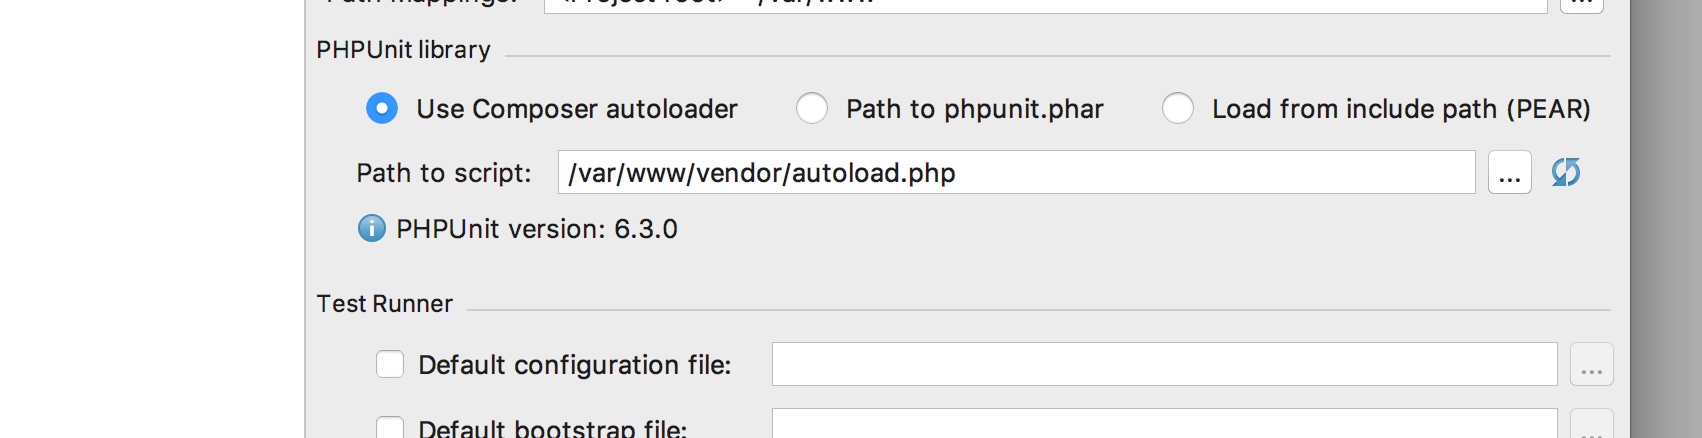 Path mappings: <Project root> /var/www ...
PHPUnit library
Use Composer autoloader Path to phpunit.phar Load from include path (PEAR)
Path to script: /var/www/vendor/autoload.php ...
PHPUnit version: 6.3.0
Test Runner
Default configuration file: ...
Default bootstrap file: ...